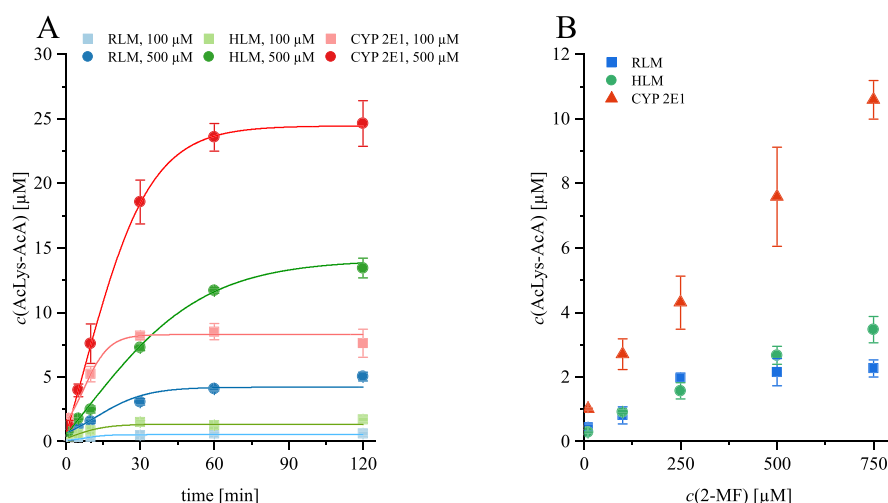 A
RLM, 100 µM
HLM, 100 µM
CYP 2E1, 100 µM
RLM, 500 µM
HLM, 500 µM
CYP 2E1, 500 µM
30
25
20
15
10
5
0
c(AcLys-AcA) [µM]
0
30
60
90
120
time [min]
B
RLM
HLM
CYP 2E1
12
10
8
6
4
2
0
c(AcLys-AcA) [µM]
0
250
500
750
c(2-MF) [µM]